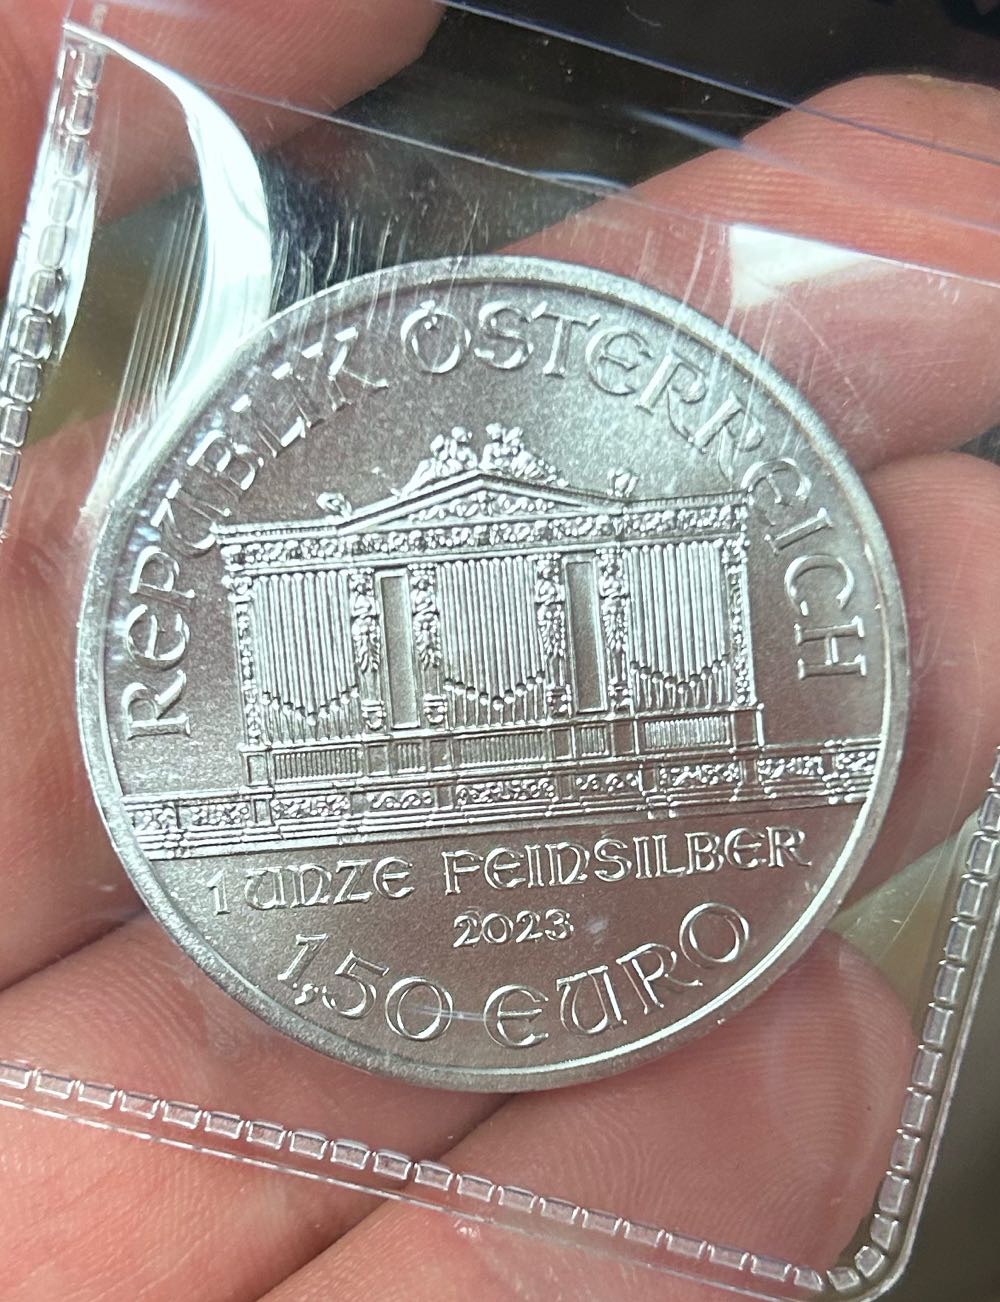 REPUBLIK ÖSTERREICH
1 UNZE FEINSILBER
2023
1,50 EURO